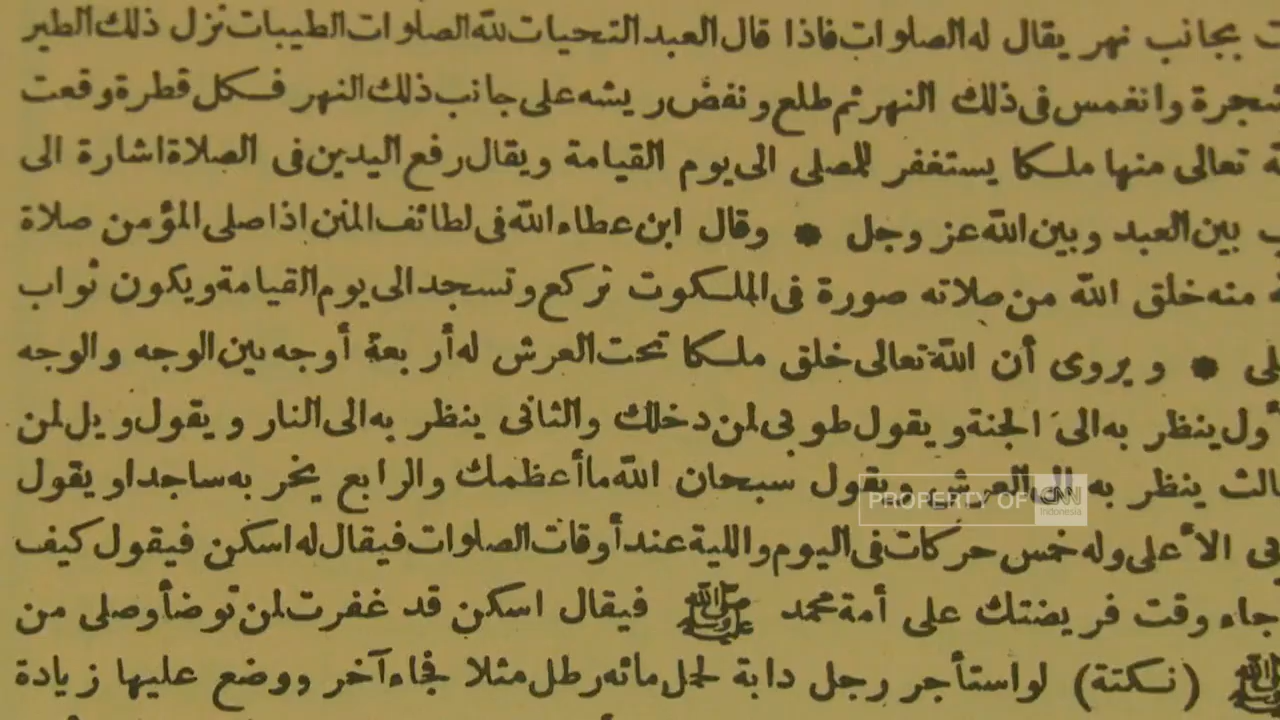 بجانب نهر يقال له الصلوات فاذا قال العبد التحيات لله الصلوات الطيبات نزل ذلك الطير
وانغمس فى ذلك النهر ثم طلع ونفض ريشه على جانب ذلك النهر فكل قطرة وقعت
تعالى منها ملكا يستغفر للمصلى الى يوم القيامة ويقال رفع اليدين فى الصلاة اشارة الى
بين العبد وبين الله عز وجل * وقال ابن عطاء الله فى لطائف المنن اذا صلى المؤمن صلاة
منه خلق الله من صلاته صورة فى الملكوت تركع وتسجد الى يوم القيامة ويكون ثواب
* ويروى أن الله تعالى خلق ملكا تحت العرش له أربعة أوجه بين الوجه والوجه
ينظر به الى الجنة ويقول طوبى لمن دخلك والثانى ينظر به الى النار ويقول ويل لمن
ينظر به الى العرش ويقول سبحان الله ما أعظمك والرابع يخر به ساجدا ويقول
الاعلى وله خمس حركات فى اليوم والليلة عند أوقات الصلوات فيقال له اسكن فيقول كيف
جاء وقت فريضتك على أمة محمد ﷺ فيقال اسكن قد غفرت لمن توضأ وصلى من
ﷺ (نكتة) لو استأجر رجل دابة لحمل مائه رطل مثلا فجاء آخر ووضع عليها زيادة
PROPERTY OF CNN Indonesia